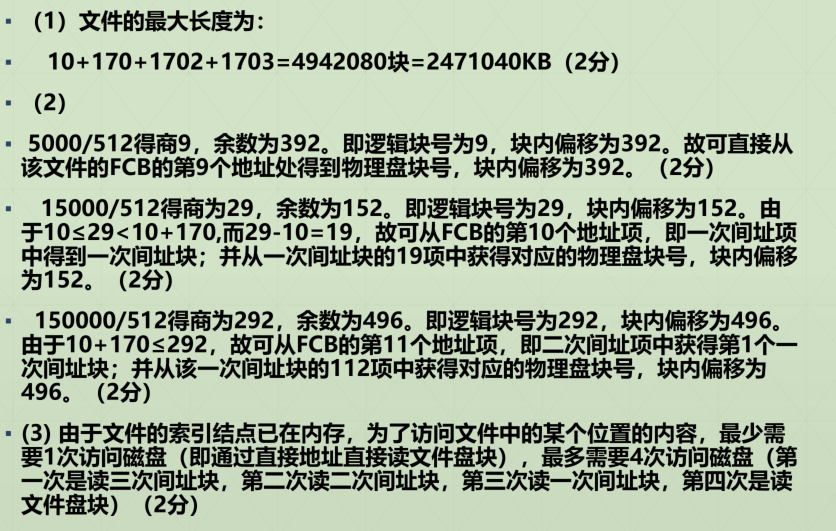 （1）文件的最大长度为：
10+170+1702+1703=4942080块=2471040KB（2分）
（2）
5000/512得商9，余数为392。即逻辑块号为9，块内偏移为392。故可直接从
该文件的FCB的第9个地址处得到物理盘块号，块内偏移为392。（2分）
15000/512得商为29，余数为152。即逻辑块号为29，块内偏移为152。由
于10≤29<10+170,而29-10=19，故可从FCB的第10个地址项，即一次间址项
中得到一次间址块；并从一次间址块的19项中获得对应的物理盘块号，块内偏移
为152。（2分）
150000/512得商为292，余数为496。即逻辑块号为292，块内偏移为496。
由于10+170≤292，故可从FCB的第11个地址项，即二次间址项中获得第1个一
次间址块；并从该一次间址块的112项中获得对应的物理盘块号，块内偏移为
496。（2分）
(3) 由于文件的索引结点已在内存，为了访问文件中的某个位置的内容，最少需
要1次访问磁盘（即通过直接地址直接读文件盘块），最多需要4次访问磁盘（第
一次是读三次间址块，第二次读二次间址块，第三次读一次间址块，第四次是读
文件盘块）（2分）